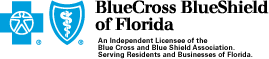 BlueCross BlueShield
of Florida
An Independent Licensee of the
Blue Cross and Blue Shield Association.
Serving Residents and Businesses of Florida.
® ®